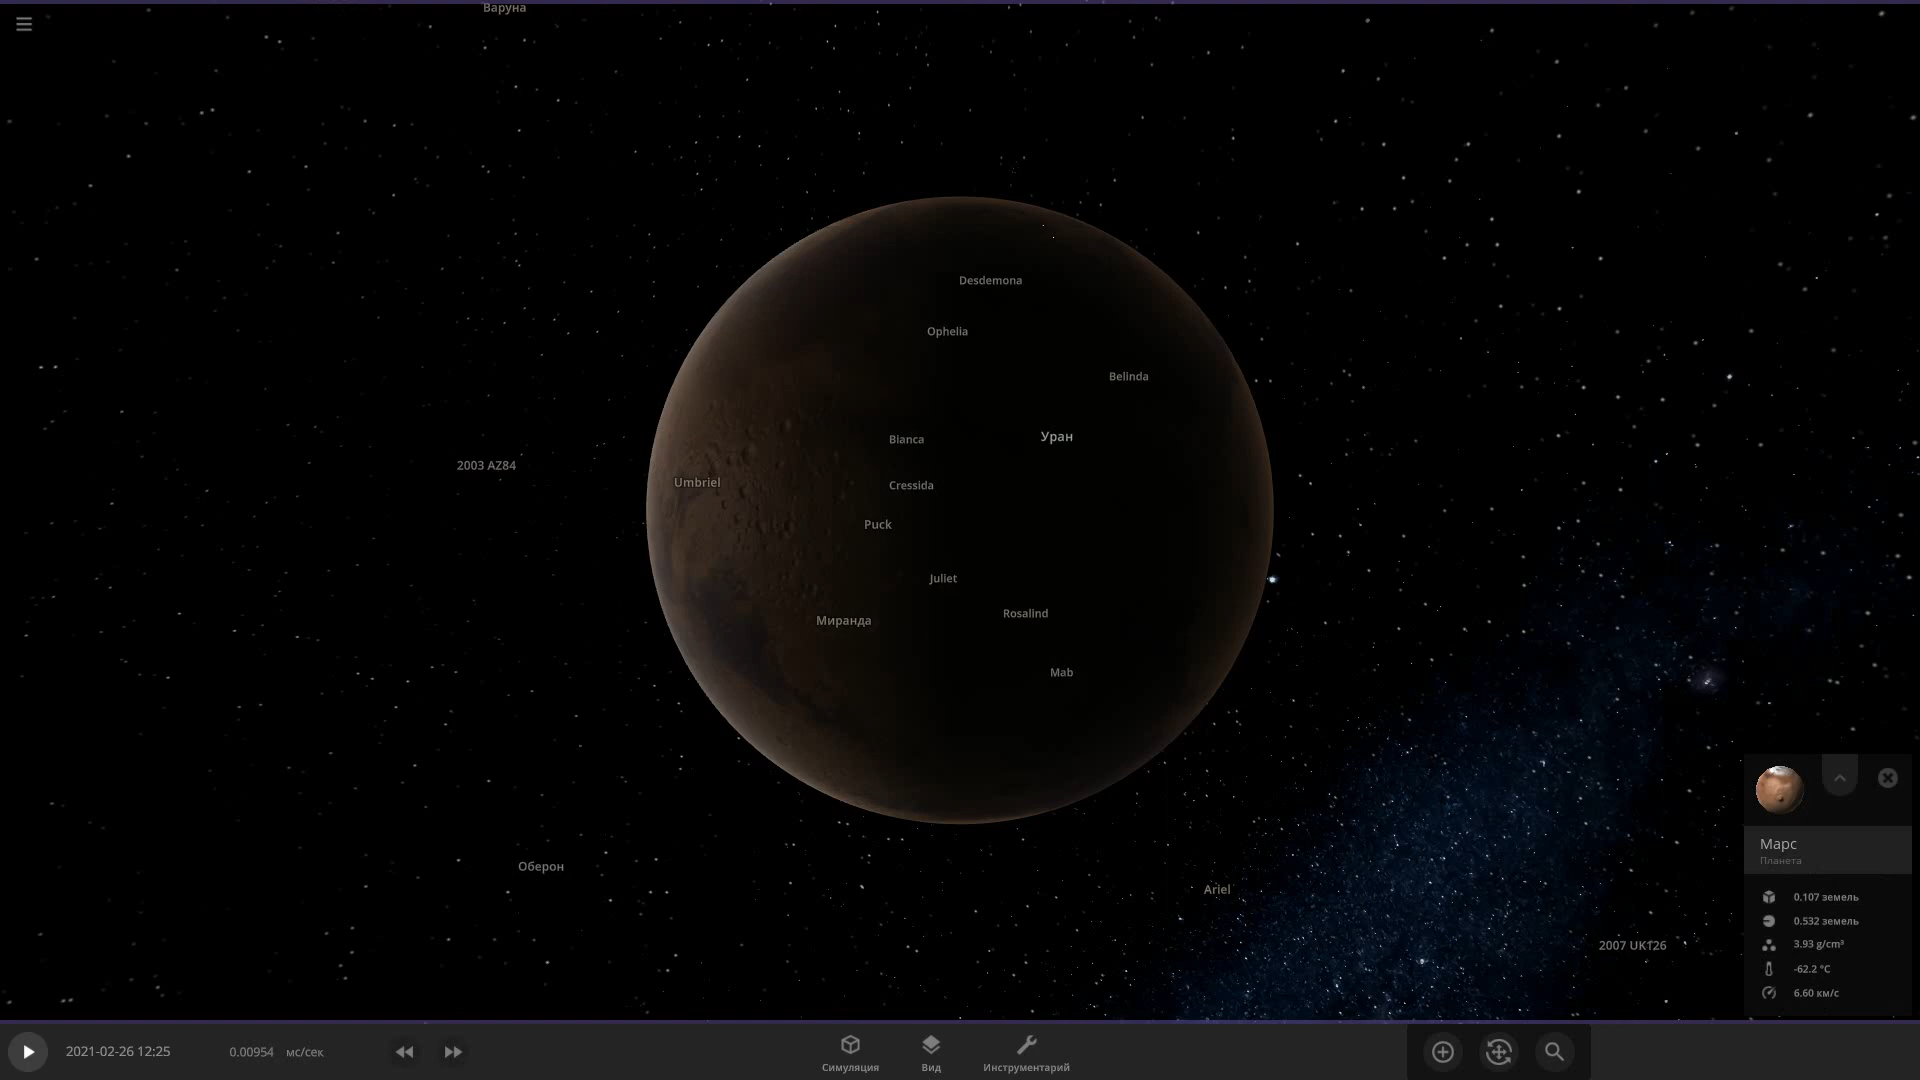 Варуна
Desdemona
Ophelia
Belinda
Уран
Bianca
2003 AZ84
Umbriel
Cressida
Puck
Juliet
Rosalind
Миранда
Mab
Марс
Планета
Оберон
Ariel
0.107 земель
0.532 земель
3.93 g/cm³
2007 UK126
-62.2 °C
6.60 км/с
2021-02-26 12:25
0.00954 мс/сек
Симуляция
Вид
Инструментарий